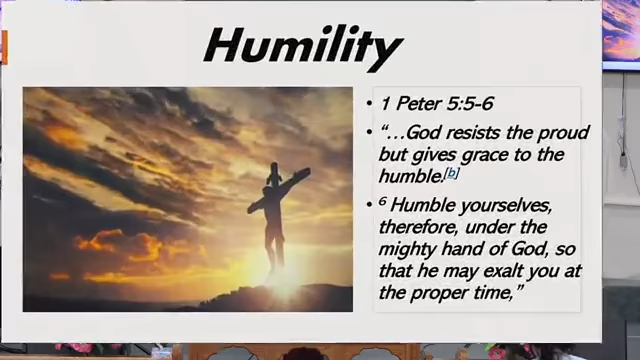 Humility
• 1 Peter 5:5-6
• “...God resists the proud
but gives grace to the
humble.[b]
• 6 Humble yourselves,
therefore, under the
mighty hand of God, so
that he may exalt you at
the proper time,”